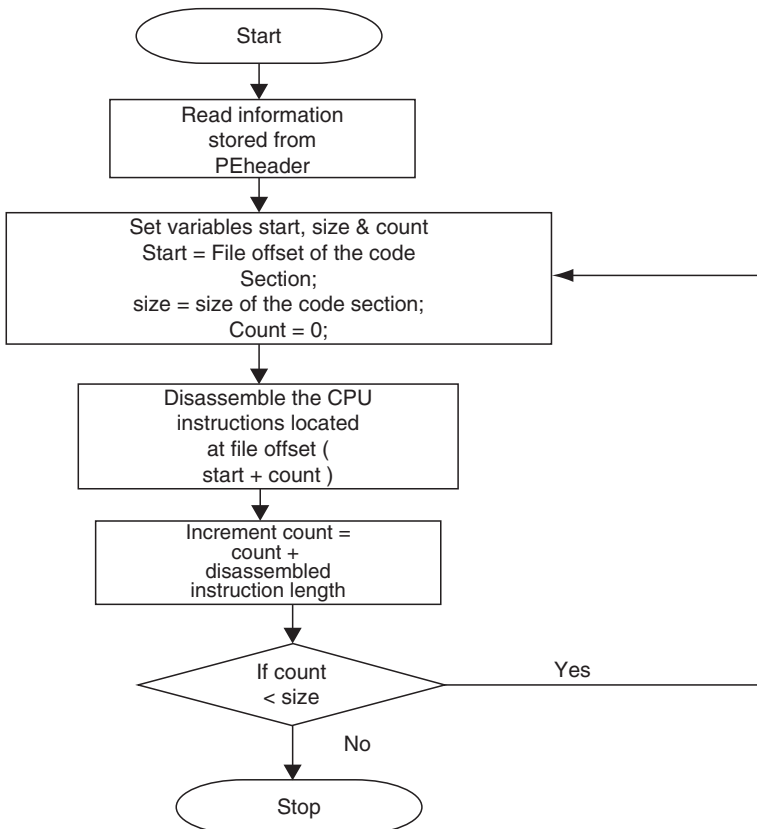 Start
Read information
stored from
PEheader
Set variables start, size & count
Start = File offset of the code
Section;
size = size of the code section;
Count = 0;
Disassemble the CPU
instructions located
at file offset (
start + count )
Increment count =
count +
disassembled
instruction length
If count
< size
Yes
No
Stop